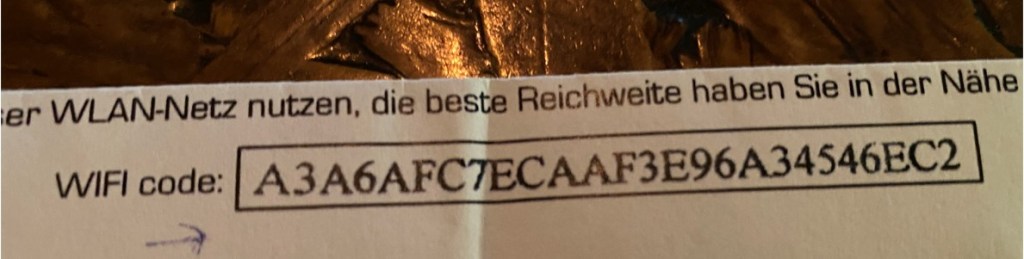 er WLAN-Netz nutzen, die beste Reichweite haben Sie in der Nähe
WIFI code: A3A6AFC7ECAAF3E96A34546EC2